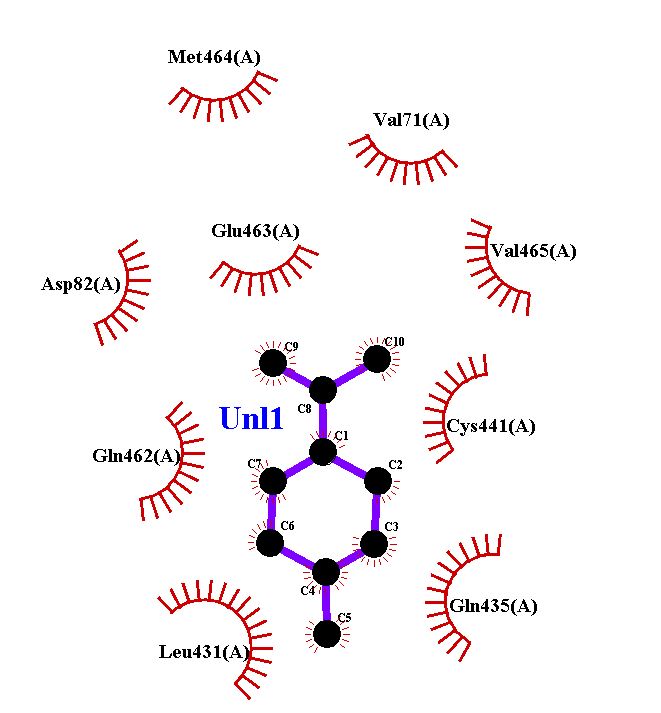 Met464(A)
Val71(A)
Glu463(A)
Val465(A)
Asp82(A)
C9
C10
C8
Unl1
C1
Cys441(A)
Gln462(A)
C7
C2
C6
C3
C4
C5
Gln435(A)
Leu431(A)